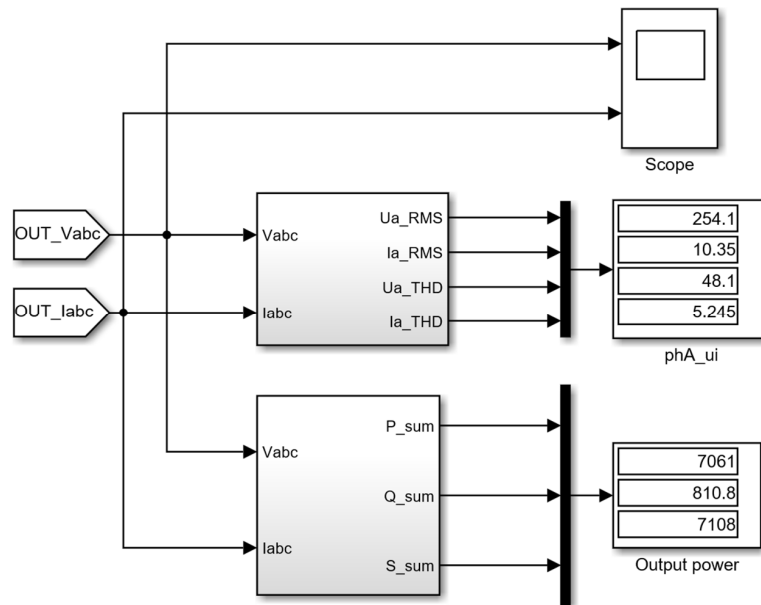 Scope
OUT_Vabc
OUT_Iabc
Vabc
Iabc
Ua_RMS
Ia_RMS
Ua_THD
Ia_THD
254.1
10.35
48.1
5.245
phA_ui
Vabc
Iabc
P_sum
Q_sum
S_sum
7061
810.8
7108
Output power